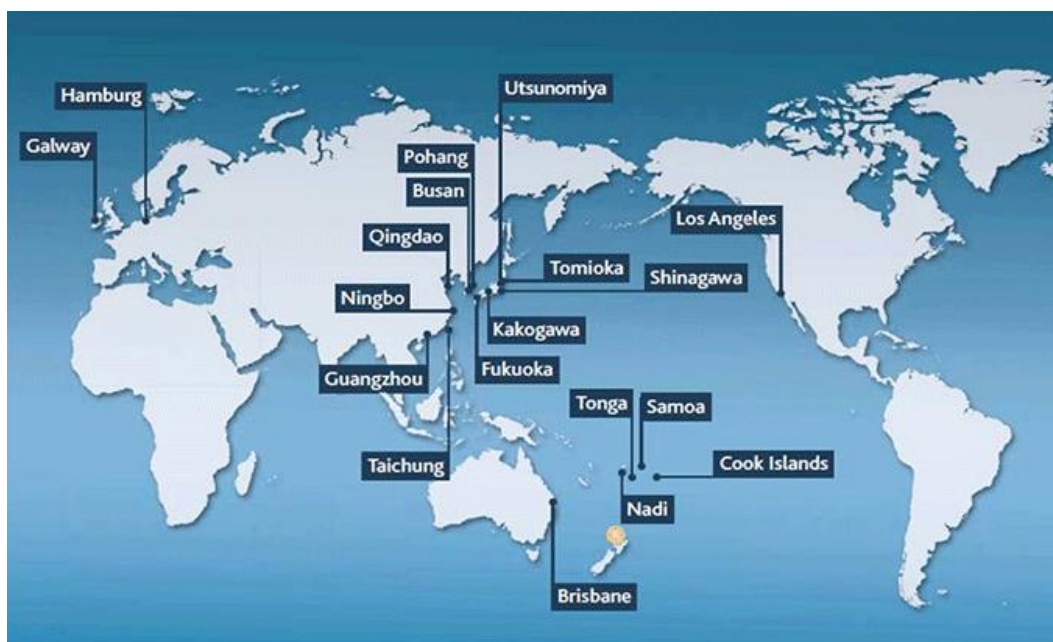 Hamburg
Utsunomiya
Galway
Pohang
Busan
Los Angeles
Qingdao
Tomioka
Shinagawa
Ningbo
Kakogawa
Guangzhou
Fukuoka
Tonga
Samoa
Taichung
Cook Islands
Nadi
Brisbane